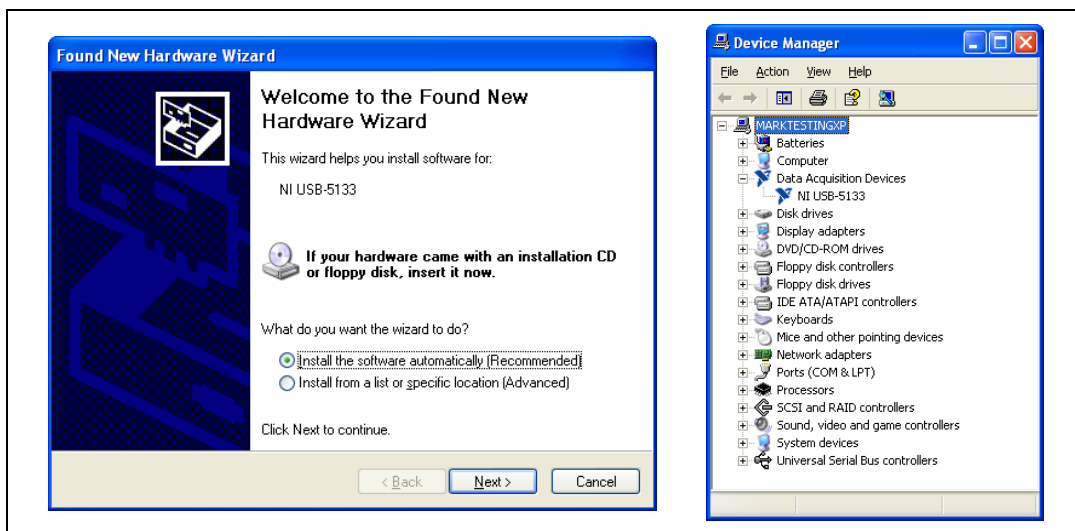 Found New Hardware Wizard
Welcome to the Found New
Hardware Wizard
This wizard helps you install software for:
NI USB-5133
If your hardware came with an installation CD
or floppy disk, insert it now.
What do you want the wizard to do?
Install the software automatically (Recommended)
Install from a list or specific location (Advanced)
Click Next to continue.
< Back
Next >
Cancel
Device Manager
File Action View Help
MARKTESTINGXP
Batteries
Computer
Data Acquisition Devices
NI USB-5133
Disk drives
Display adapters
DVD/CD-ROM drives
Floppy disk controllers
Floppy disk drives
IDE ATA/ATAPI controllers
Keyboards
Mice and other pointing devices
Network adapters
Ports (COM & LPT)
Processors
SCSI and RAID controllers
Sound, video and game controllers
System devices
Universal Serial Bus controllers